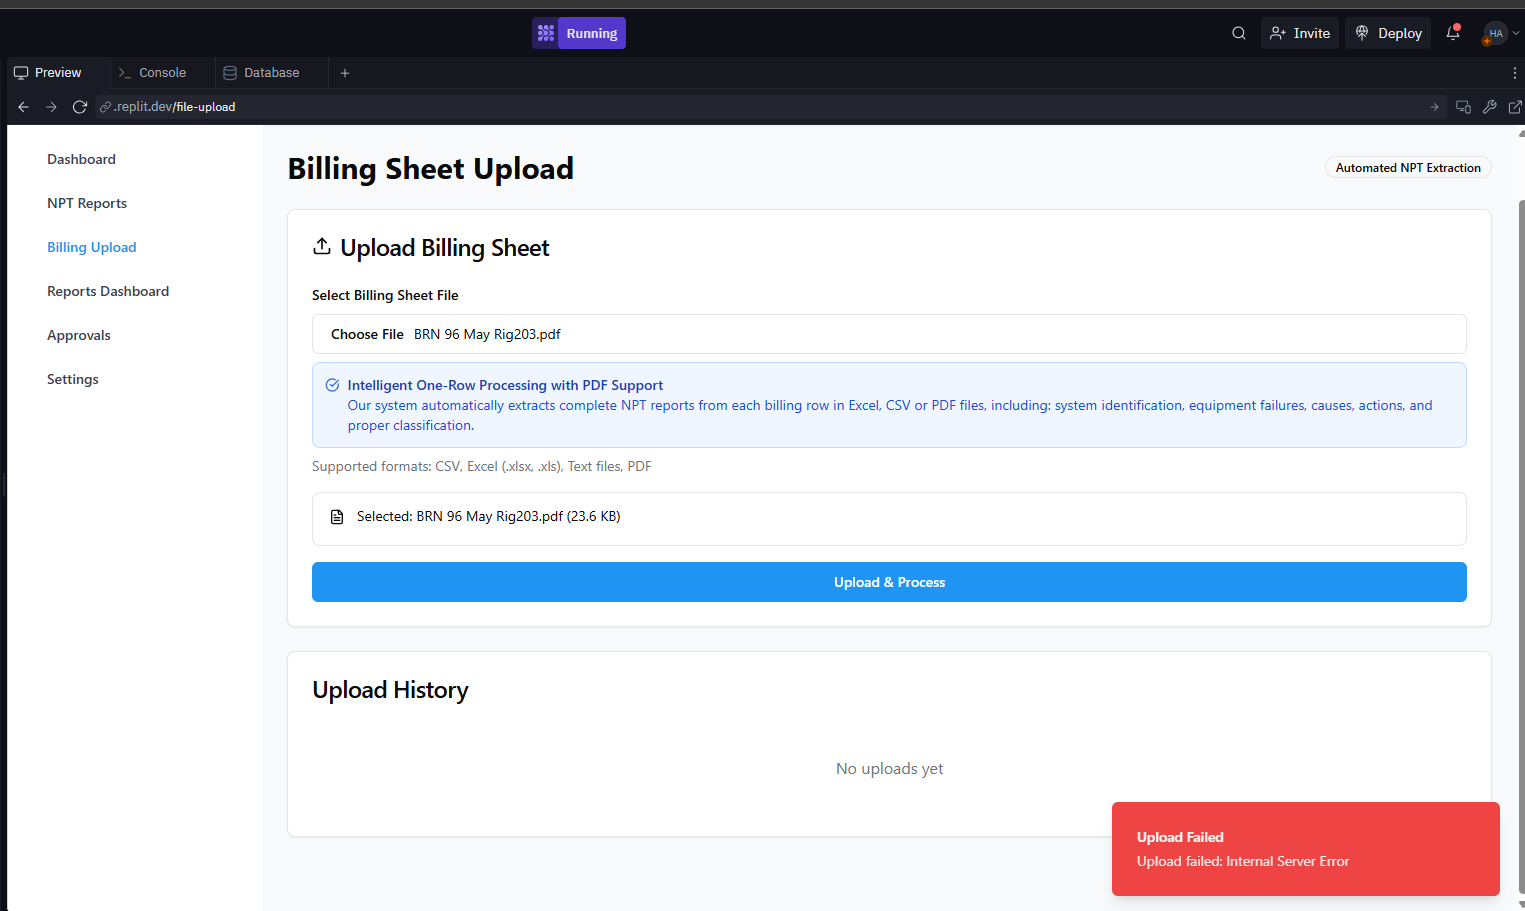 Running
Invite
Deploy
HA
Preview
Console
Database
.replit.dev/file-upload
Dashboard
NPT Reports
Billing Upload
Reports Dashboard
Approvals
Settings
Billing Sheet Upload
Automated NPT Extraction
Upload Billing Sheet
Select Billing Sheet File
Choose File BRN 96 May Rig203.pdf
Intelligent One-Row Processing with PDF Support
Our system automatically extracts complete NPT reports from each billing row in Excel, CSV or PDF files, including: system identification, equipment failures, causes, actions, and
proper classification.
Supported formats: CSV, Excel (.xlsx, .xls), Text files, PDF
Selected: BRN 96 May Rig203.pdf (23.6 KB)
Upload & Process
Upload History
No uploads yet
Upload Failed
Upload failed: Internal Server Error